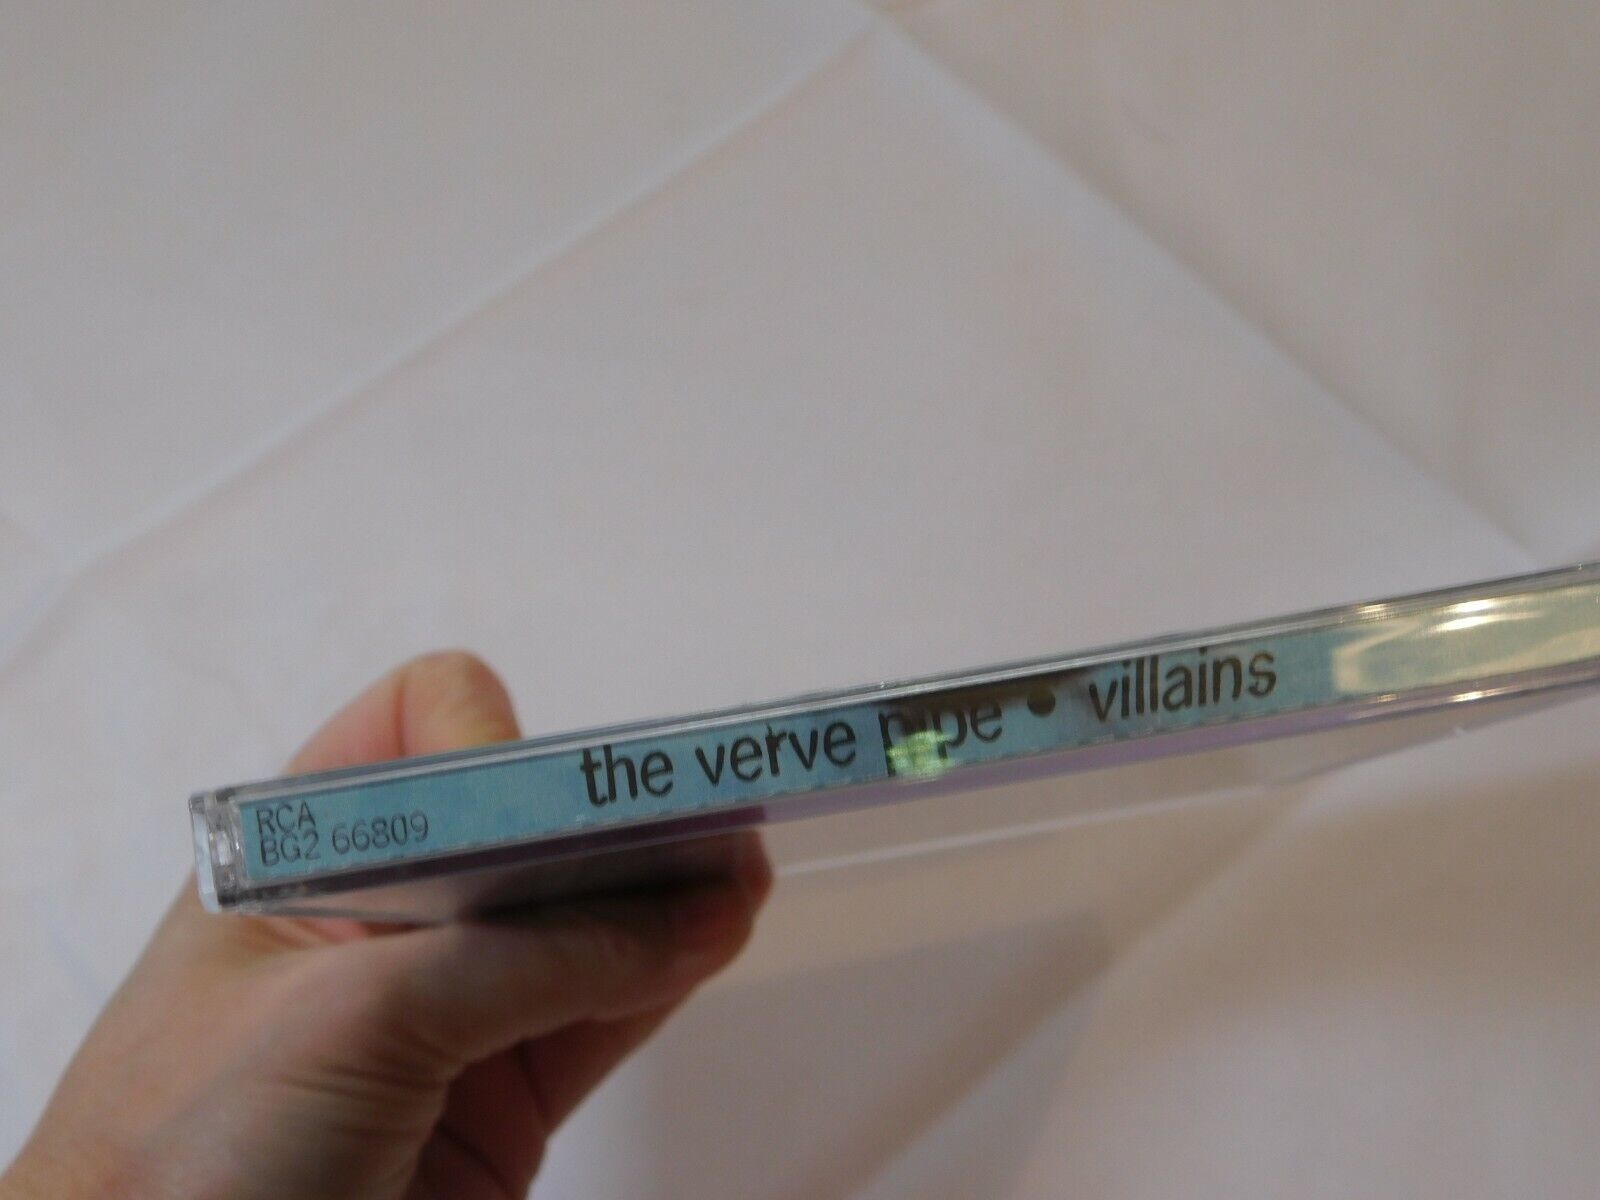 RCA
BG2 66809
the verve pipe • villains